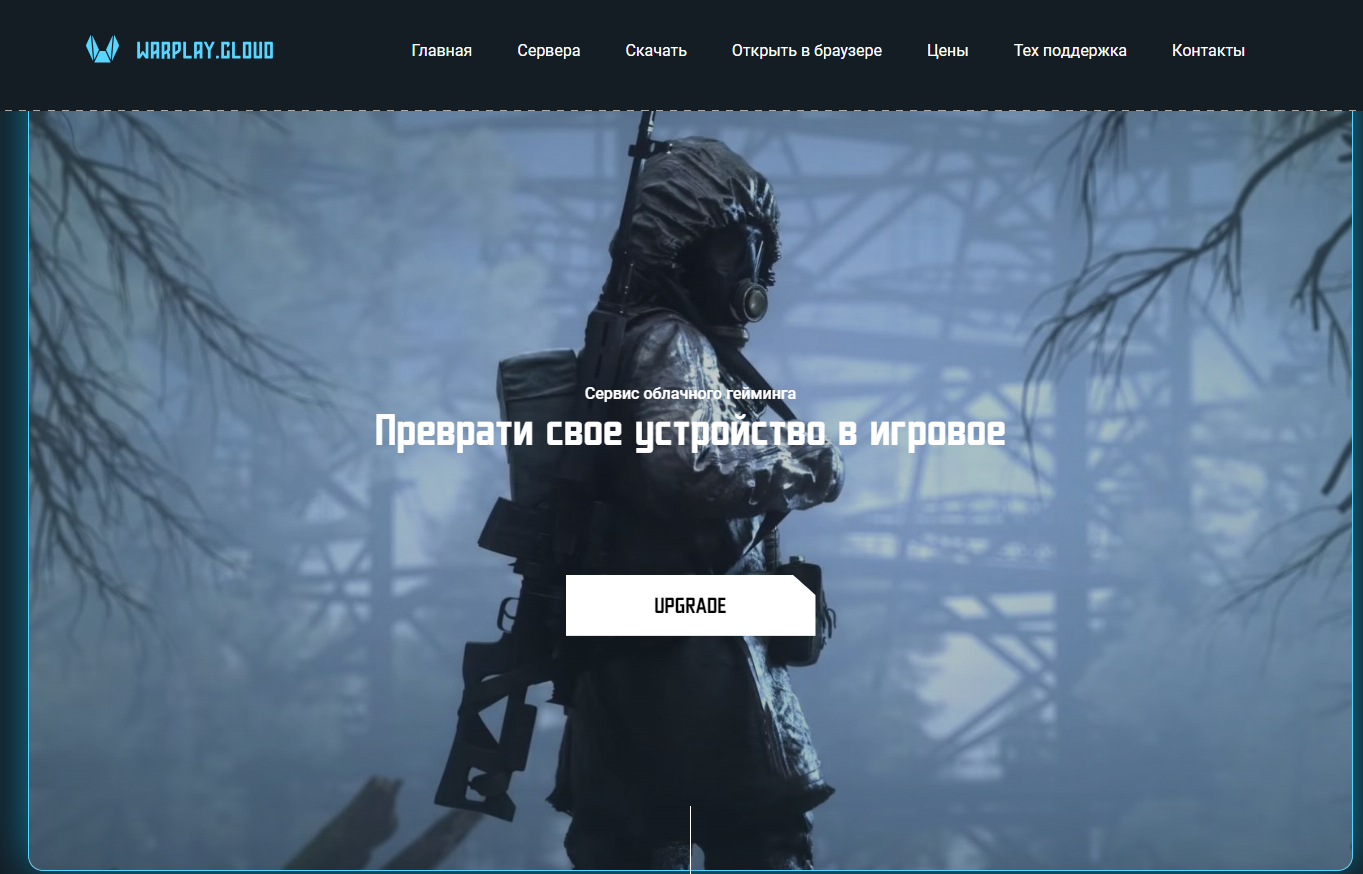 WARPLAY.CLOUD
Главная Сервера Скачать Открыть в браузере Цены Тех поддержка Контакты
Сервис облачного гейминга
Преврати свое устройство в игровое
UPGRADE